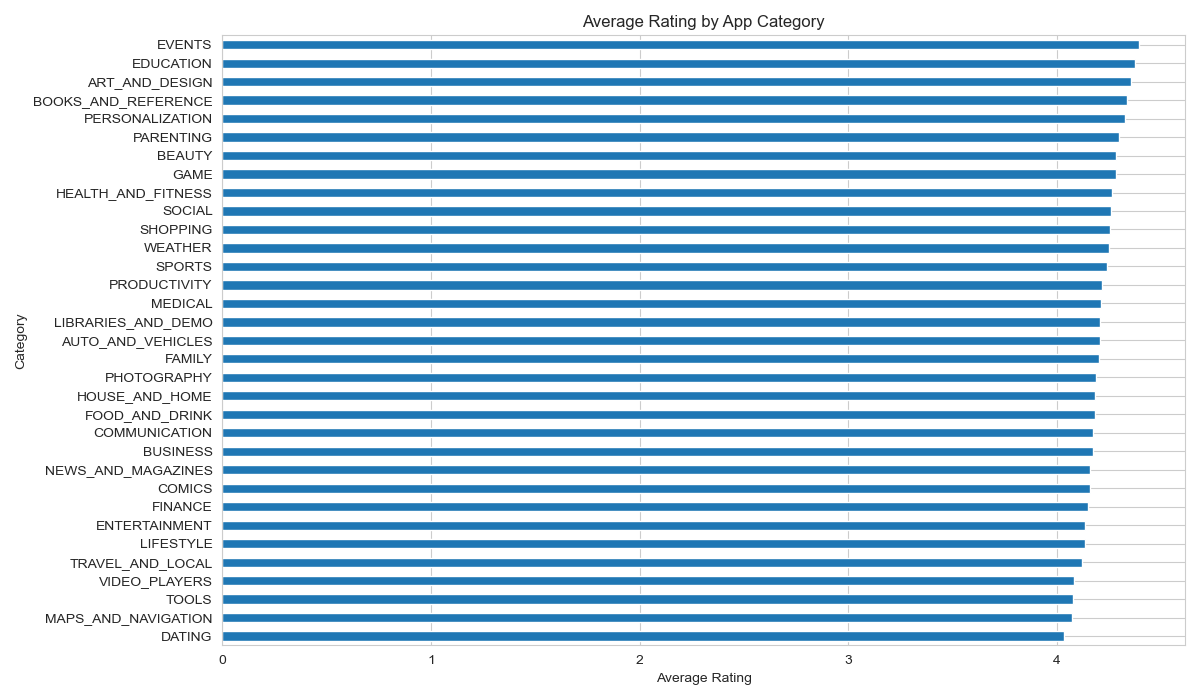 Average Rating by App Category
EVENTS
EDUCATION
ART_AND_DESIGN
BOOKS_AND_REFERENCE
PERSONALIZATION
PARENTING
BEAUTY
GAME
HEALTH_AND_FITNESS
SOCIAL
SHOPPING
WEATHER
SPORTS
PRODUCTIVITY
MEDICAL
LIBRARIES_AND_DEMO
AUTO_AND_VEHICLES
FAMILY
PHOTOGRAPHY
HOUSE_AND_HOME
FOOD_AND_DRINK
COMMUNICATION
BUSINESS
NEWS_AND_MAGAZINES
COMICS
FINANCE
ENTERTAINMENT
LIFESTYLE
TRAVEL_AND_LOCAL
VIDEO_PLAYERS
TOOLS
MAPS_AND_NAVIGATION
DATING
Category
0 1 2 3 4
Average Rating